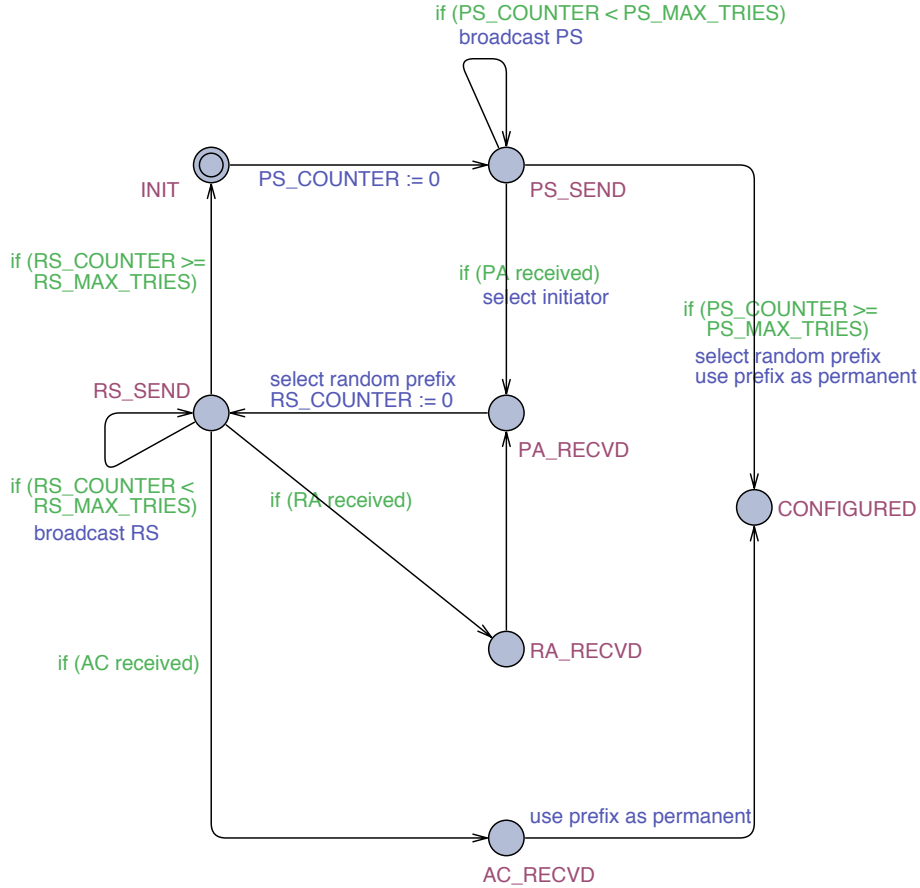 if (PS_COUNTER < PS_MAX_TRIES)
broadcast PS
INIT
PS_COUNTER := 0
PS_SEND
if (RS_COUNTER >=
RS_MAX_TRIES)
if (PA received)
select initiator
if (PS_COUNTER >=
PS_MAX_TRIES)
select random prefix
use prefix as permanent
RS_SEND
select random prefix
RS_COUNTER := 0
PA_RECVD
if (RS_COUNTER <
RS_MAX_TRIES)
broadcast RS
if (RA received)
CONFIGURED
RA_RECVD
if (AC received)
use prefix as permanent
AC_RECVD